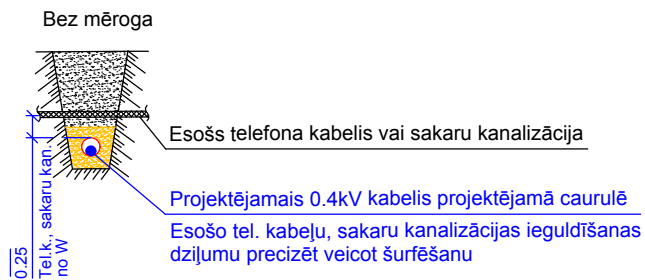 Bez mēroga
Esošs telefona kabelis vai sakaru kanalizācija
Projektējamais 0.4kV kabelis projektējamā caurulē
Esošo tel. kabeļu, sakaru kanalizācijas ieguldīšanas
dziļumu precizēt veicot šurfēšanu
0.25
Tel.k., sakaru kan.
no W